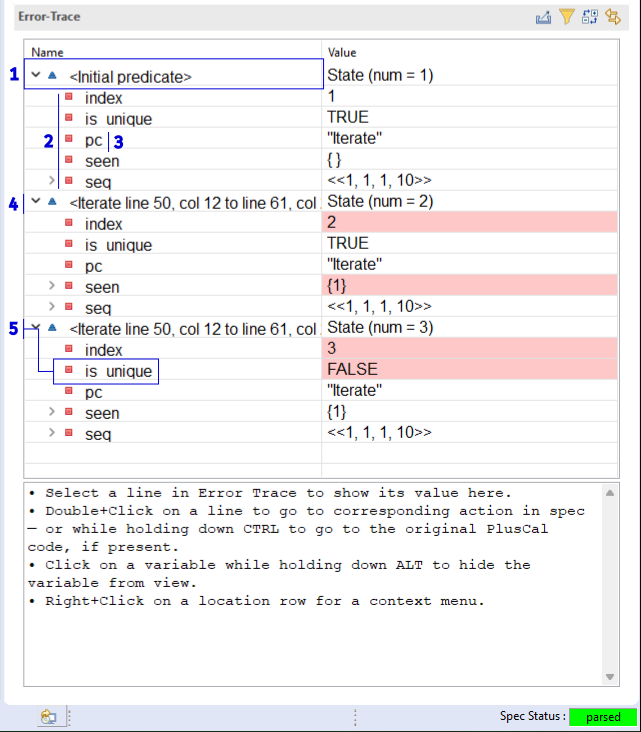 Error-Trace
Name Value
1 <Initial predicate> State (num = 1)
index 1
is_unique TRUE
2 pc 3 "Iterate"
seen {}
seq <<1, 1, 1, 10>>
4 <Iterate line 50, col 12 to line 61, col State (num = 2)
index 2
is_unique TRUE
pc "Iterate"
seen {1}
seq <<1, 1, 1, 10>>
5 <Iterate line 50, col 12 to line 61, col State (num = 3)
index 3
is_unique FALSE
pc "Iterate"
seen {1}
seq <<1, 1, 1, 10>>
• Select a line in Error Trace to show its value here.
• Double+Click on a line to go to corresponding action in spec
— or while holding down CTRL to go to the original PlusCal
code, if present.
• Click on a variable while holding down ALT to hide the
variable from view.
• Right+Click on a location row for a context menu.
Spec Status : parsed